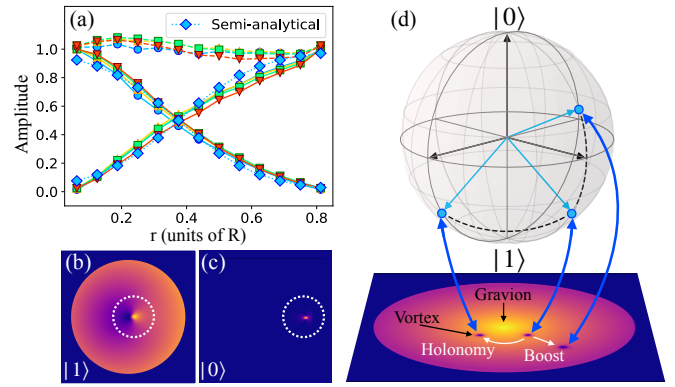 (a)
Semi-analytical
1.0
0.8
0.6
0.4
0.2
0.0
Amplitude
0.2 0.4 0.6 0.8
r (units of R)
(b)
|1⟩
(c)
|0⟩
(d)
|0⟩
|1⟩
Gravion
Vortex
Holonomy
Boost